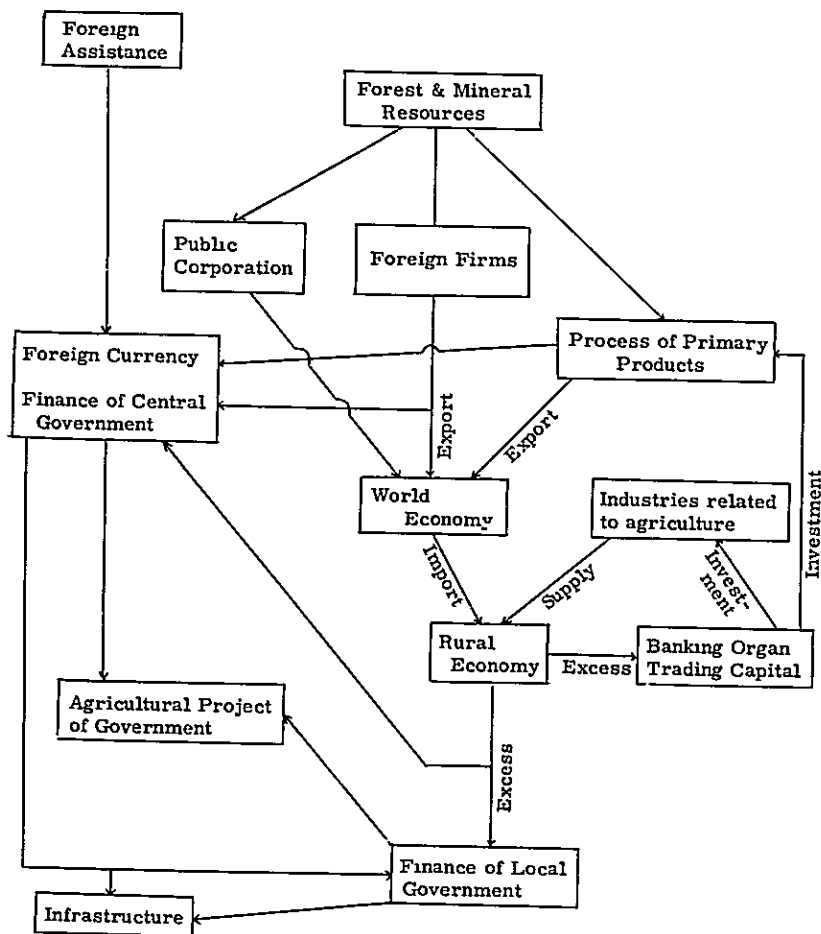 Foreign
Assistance
Forest & Mineral
Resources
Public
Corporation
Foreign Firms
Process of Primary
Products
Foreign Currency
Finance of Central
Government
Export
Export
World
Economy
Industries related
to agriculture
Investment
Import
Supply
Invest-
ment
Rural
Economy
Excess
Banking Organ
Trading Capital
Agricultural Project
of Government
Excess
Finance of Local
Government
Infrastructure